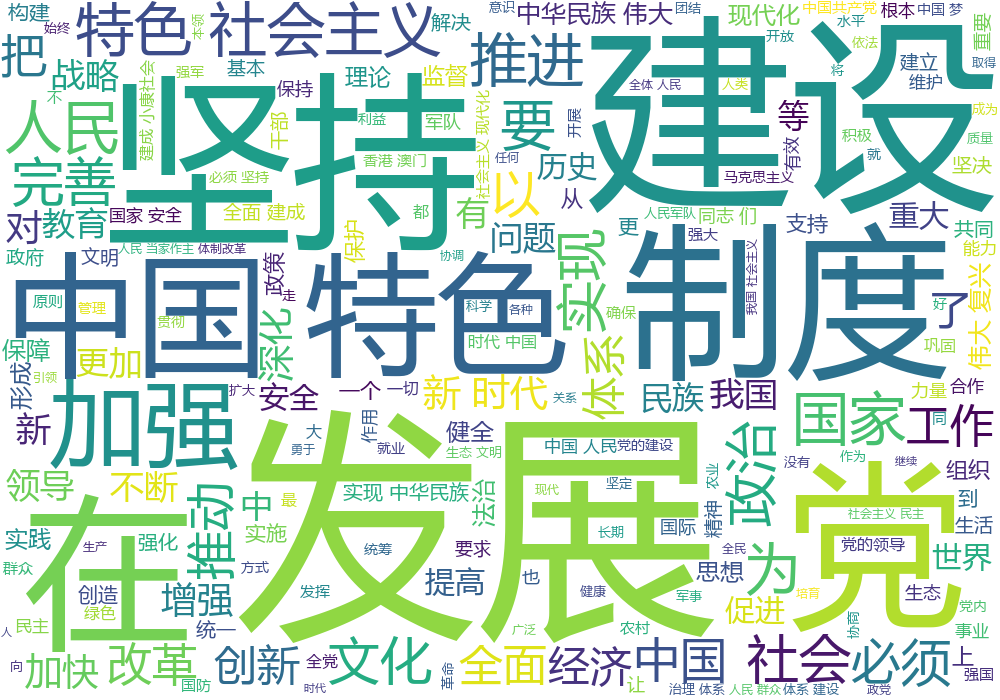 构建
始终
特色 社会主义
本领
解决
意识
中华民族 伟大
团结
现代化
中国共产党
根本
中国 梦
水平
开放
依法
重要
把
战略
强军
基本
理论
监督
推进
建设
将
建立
维护
取得
人民
不
建成 小康社会
坚持
保持
干部
利益
军队
社会主义 现代化
要
开展
全体 人民
人类
等
积极
成为
质量
完善
必须 坚持
香港 澳门
任何
历史
马克思主义
有效
就
坚决
对
教育
国家 安全
全面 建成
都
有
以
从
人民军队
同志 们
支持
重大
共同
政府
文明
人民 当家作主
体制改革
政策
保护
协调
问题
实现
更
强大
我国 社会主义
能力
原则
管理
贯彻
走
中国 特色
科学
各种
时代 中国
确保
制度
好
了
伟大 复兴
巩固
保障
引领
更加
深化
体系
形成
扩大
安全
一个
一切
新 时代
关系
民族
我国
力量
合作
同
新
加强
勇于
大
作用
就业
健全
生态 文明
发展
中国 人民
党的建设
国家
工作
领导
不断
推动
中
最
实现 中华民族
法治
现代
坚定
农业
政治
没有
作为
继续
组织
到
实践
生产
强化
在
实施
统筹
要求
长期
国际
精神
党
社会主义 民主
生活
群众
创造
方式
发挥
提高
也
健康
军事
全民
思想
为
党的领导
世界
绿色
增强
统一
广泛
农村
促进
培育
协商
生态
党内
事业
人
民主
向
加快
改革
国防
创新
全党
时代
文化
革命
全面
经济
让
中国
治理 体系
人民 群众
体系 建设
社会
必须
政党
上
强国